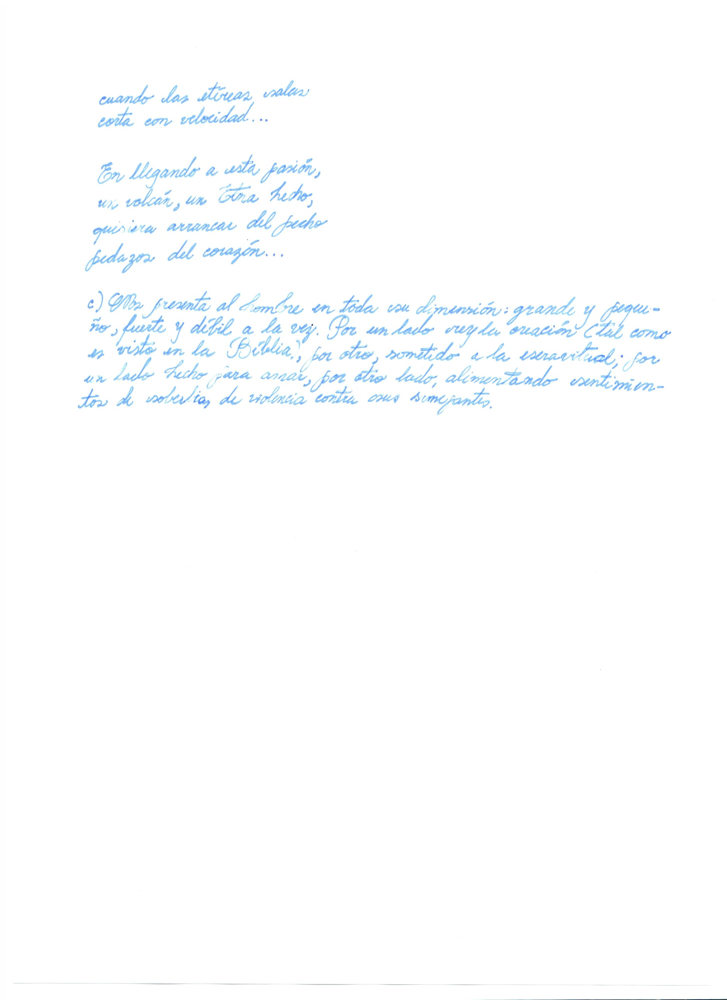 cuando las etéreas salas
corta con velocidad...
En llegando a esta pasión,
un volcán, un Etna hecho,
quisiera arrancar del pecho
pedazos del corazón...
c) Nos presenta al hombre en toda su dimensión: grande y peque-
ño, fuerte y débil a la vez. Por un lado rey la creación (tal como
es visto en la Biblia), por otro, sometido a la esclavitud; por
un lado hecho para amar, por otro lado, alimentando sentimien-
tos de soberbia, de violencia contra sus semejantes.